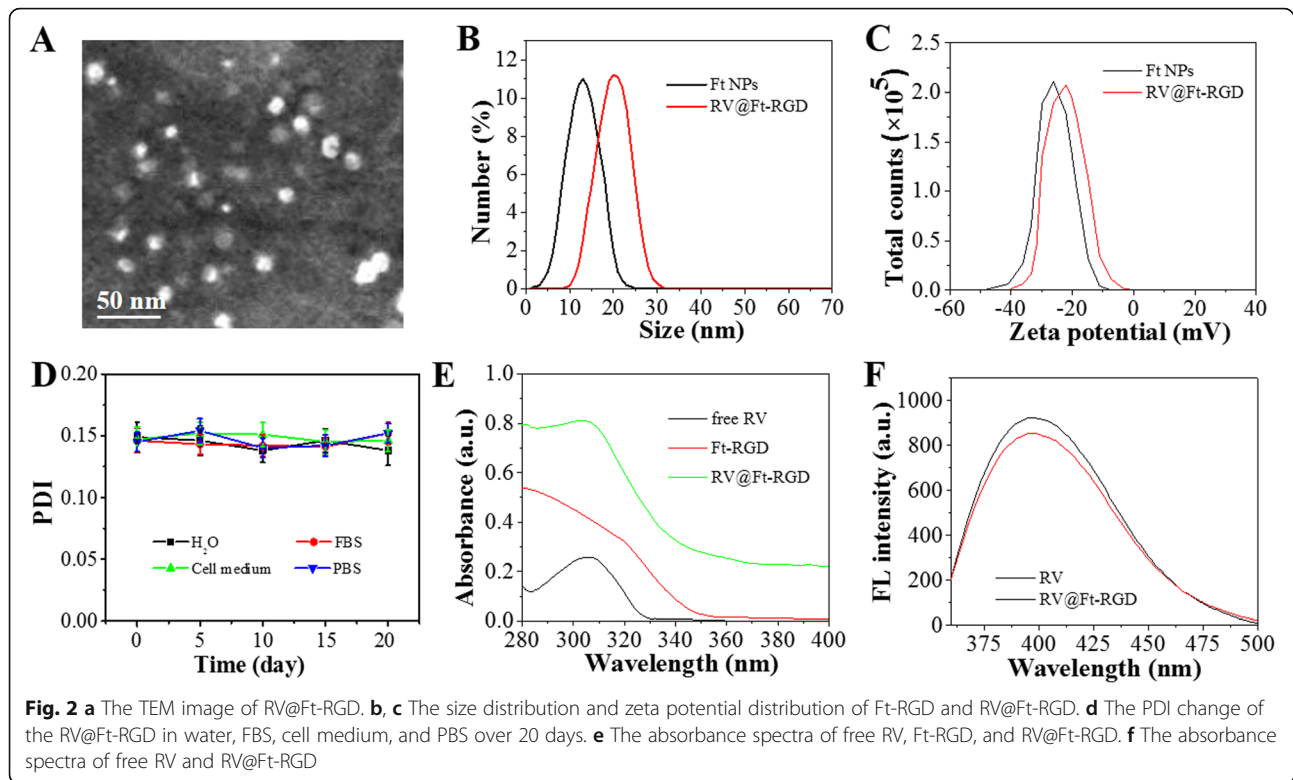 A
50 nm
B
Number (%)
12
10
8
6
4
2
0
Ft NPs
RV@Ft-RGD
0 10 20 30 40 50 60 70
Size (nm)
C
Total counts (×10⁵)
2.5
2.0
1.5
1.0
0.5
0.0
Ft NPs
RV@Ft-RGD
-60 -40 -20 0 20 40
Zeta potential (mV)
D
PDI
0.20
0.15
0.10
0.05
0.00
H₂O FBS
Cell medium PBS
0 5 10 15 20
Time (day)
E
Absorbance (a.u.)
1.0
0.8
0.6
0.4
0.2
0.0
free RV
Ft-RGD
RV@Ft-RGD
280 300 320 340 360 380 400
Wavelength (nm)
F
FL intensity (a.u.)
1000
800
600
400
200
0
RV
RV@Ft-RGD
375 400 425 450 475 500
Wavelength (nm)
Fig. 2 a The TEM image of RV@Ft-RGD. b, c The size distribution and zeta potential distribution of Ft-RGD and RV@Ft-RGD. d The PDI change of
the RV@Ft-RGD in water, FBS, cell medium, and PBS over 20 days. e The absorbance spectra of free RV, Ft-RGD, and RV@Ft-RGD. f The absorbance
spectra of free RV and RV@Ft-RGD